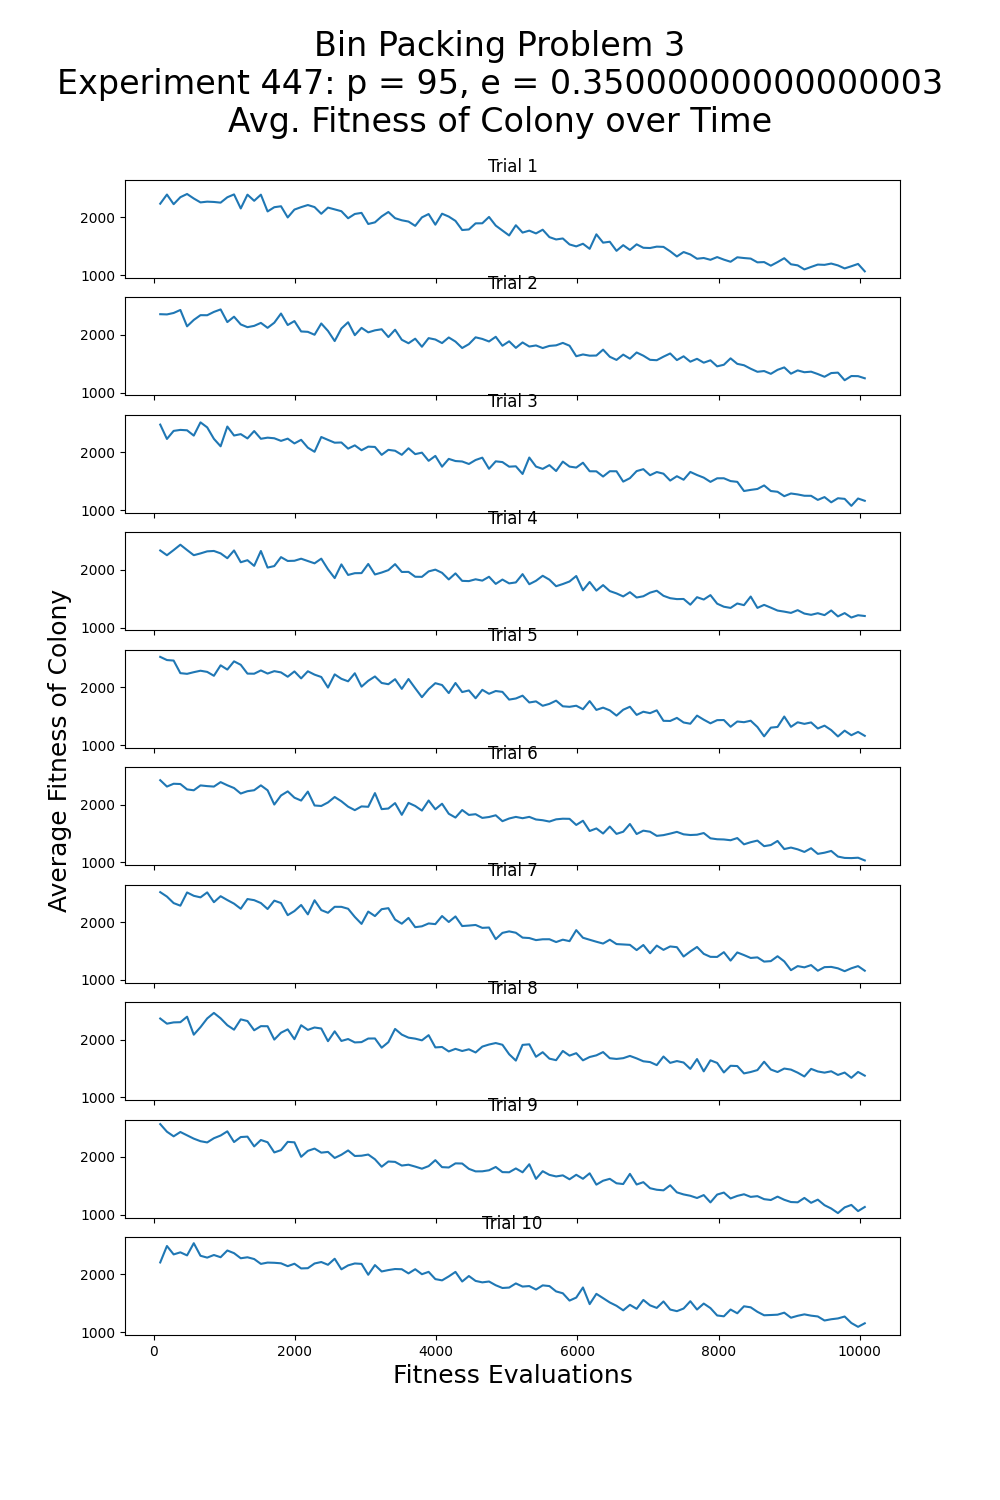 Bin Packing Problem 3
Experiment 447: p = 95, e = 0.35000000000000003
Avg. Fitness of Colony over Time
Trial 1
2000
1000
Trial 2
2000
1000
Trial 3
2000
1000
Trial 4
2000
1000
Trial 5
2000
1000
Trial 6
2000
1000
Trial 7
2000
1000
Trial 8
2000
1000
Trial 9
2000
1000
Trial 10
2000
1000
0 2000 4000 6000 8000 10000
Fitness Evaluations
Average Fitness of Colony